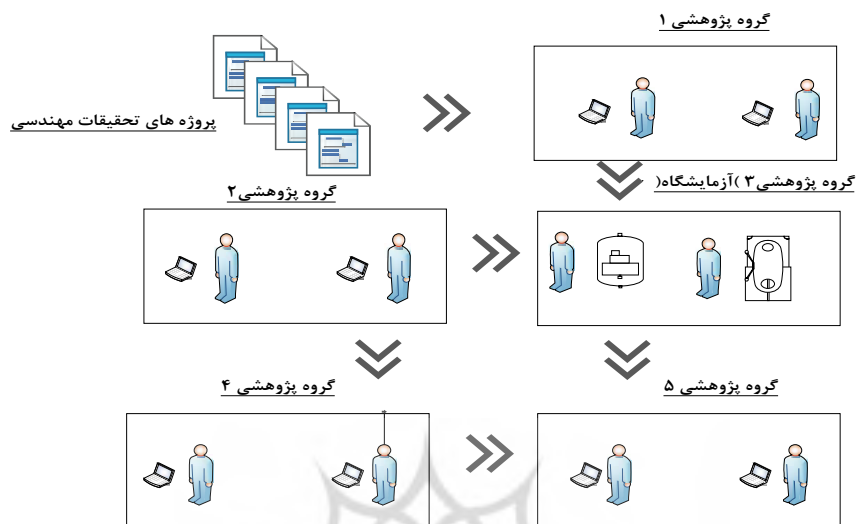 گروه پژوهشی ۱
پروژه های تحقیقات مهندسی
گروه پژوهشی۳ )آزمایشگاه(
گروه پژوهشی۲
گروه پژوهشی ۴
گروه پژوهشی ۵